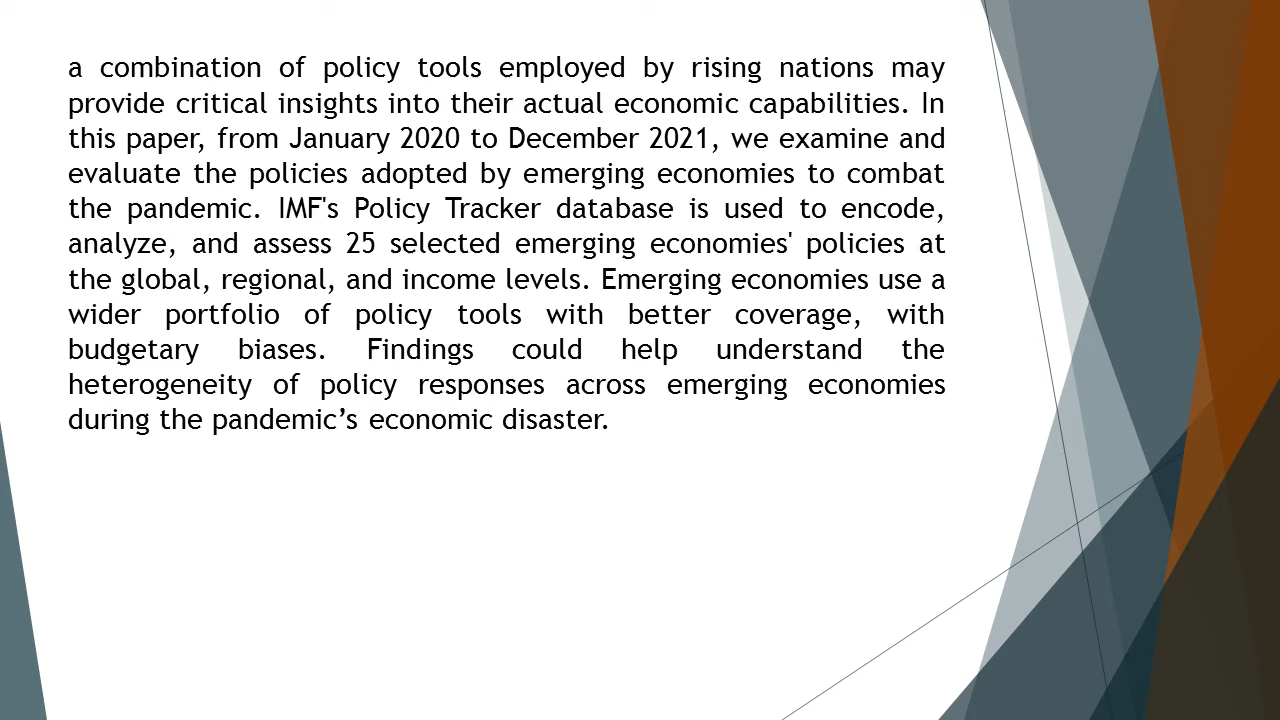 a combination of policy tools employed by rising nations may
provide critical insights into their actual economic capabilities. In
this paper, from January 2020 to December 2021, we examine and
evaluate the policies adopted by emerging economies to combat
the pandemic. IMF's Policy Tracker database is used to encode,
analyze, and assess 25 selected emerging economies' policies at
the global, regional, and income levels. Emerging economies use a
wider portfolio of policy tools with better coverage, with
budgetary biases. Findings could help understand the
heterogeneity of policy responses across emerging economies
during the pandemic’s economic disaster.